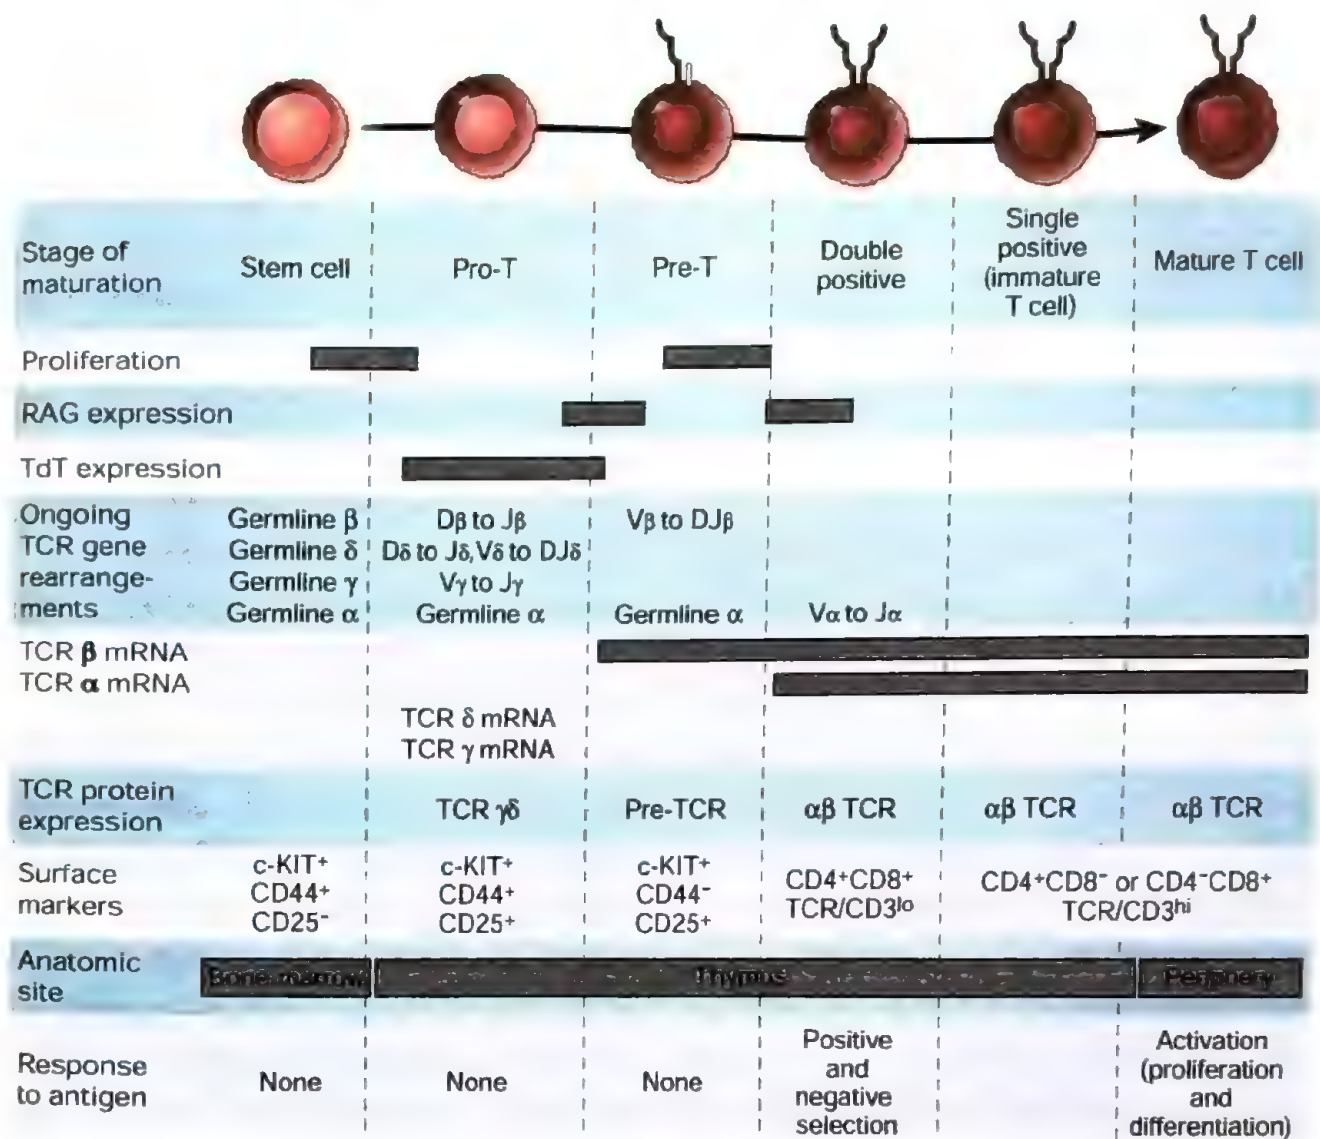 Stage of
maturation
Stem cell
Pro-T
Pre-T
Double
positive
Single
positive
(immature
T cell)
Mature T cell
Proliferation
RAG expression
TdT expression
Ongoing
TCR gene
rearrange-
ments
Germline β
Germline δ
Germline γ
Germline α
Dβ to Jβ
Dδ to Jδ,Vδ to DJδ
Vγ to Jγ
Germline α
Vβ to DJβ
Germline α
Vα to Jα
TCR β mRNA
TCR α mRNA
TCR δ mRNA
TCR γ mRNA
TCR protein
expression
TCR γδ
Pre-TCR
αβ TCR
αβ TCR
αβ TCR
Surface
markers
c-KIT⁺
CD44⁺
CD25⁻
c-KIT⁺
CD44⁺
CD25⁺
c-KIT⁺
CD44⁻
CD25⁺
CD4⁺CD8⁺
TCR/CD3ˡᵒ
CD4⁺CD8⁻ or CD4⁻CD8⁺
TCR/CD3ʰⁱ
Anatomic
site
Bone marrow
Thymus
Periphery
Response
to antigen
None
None
None
Positive
and
negative
selection
Activation
(proliferation
and
differentiation)